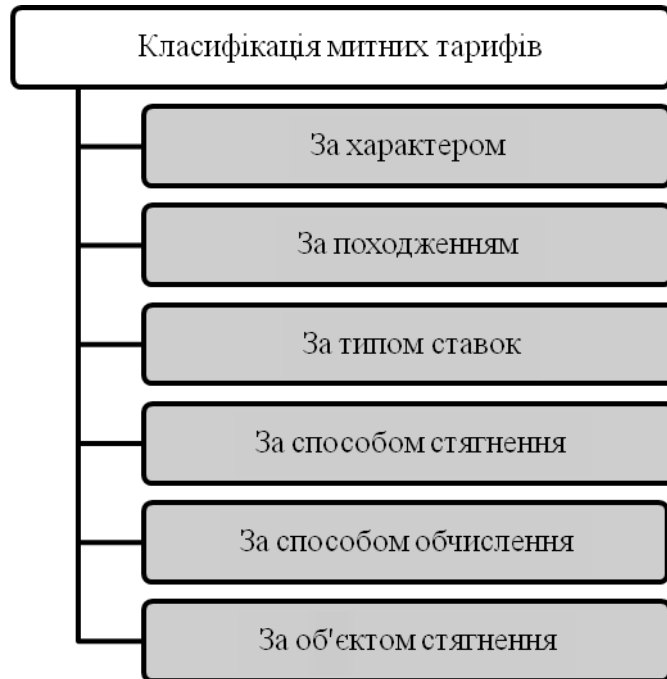 Класифікація митних тарифів
За характером
За походженням
За типом ставок
За способом стягнення
За способом обчислення
За об'єктом стягнення